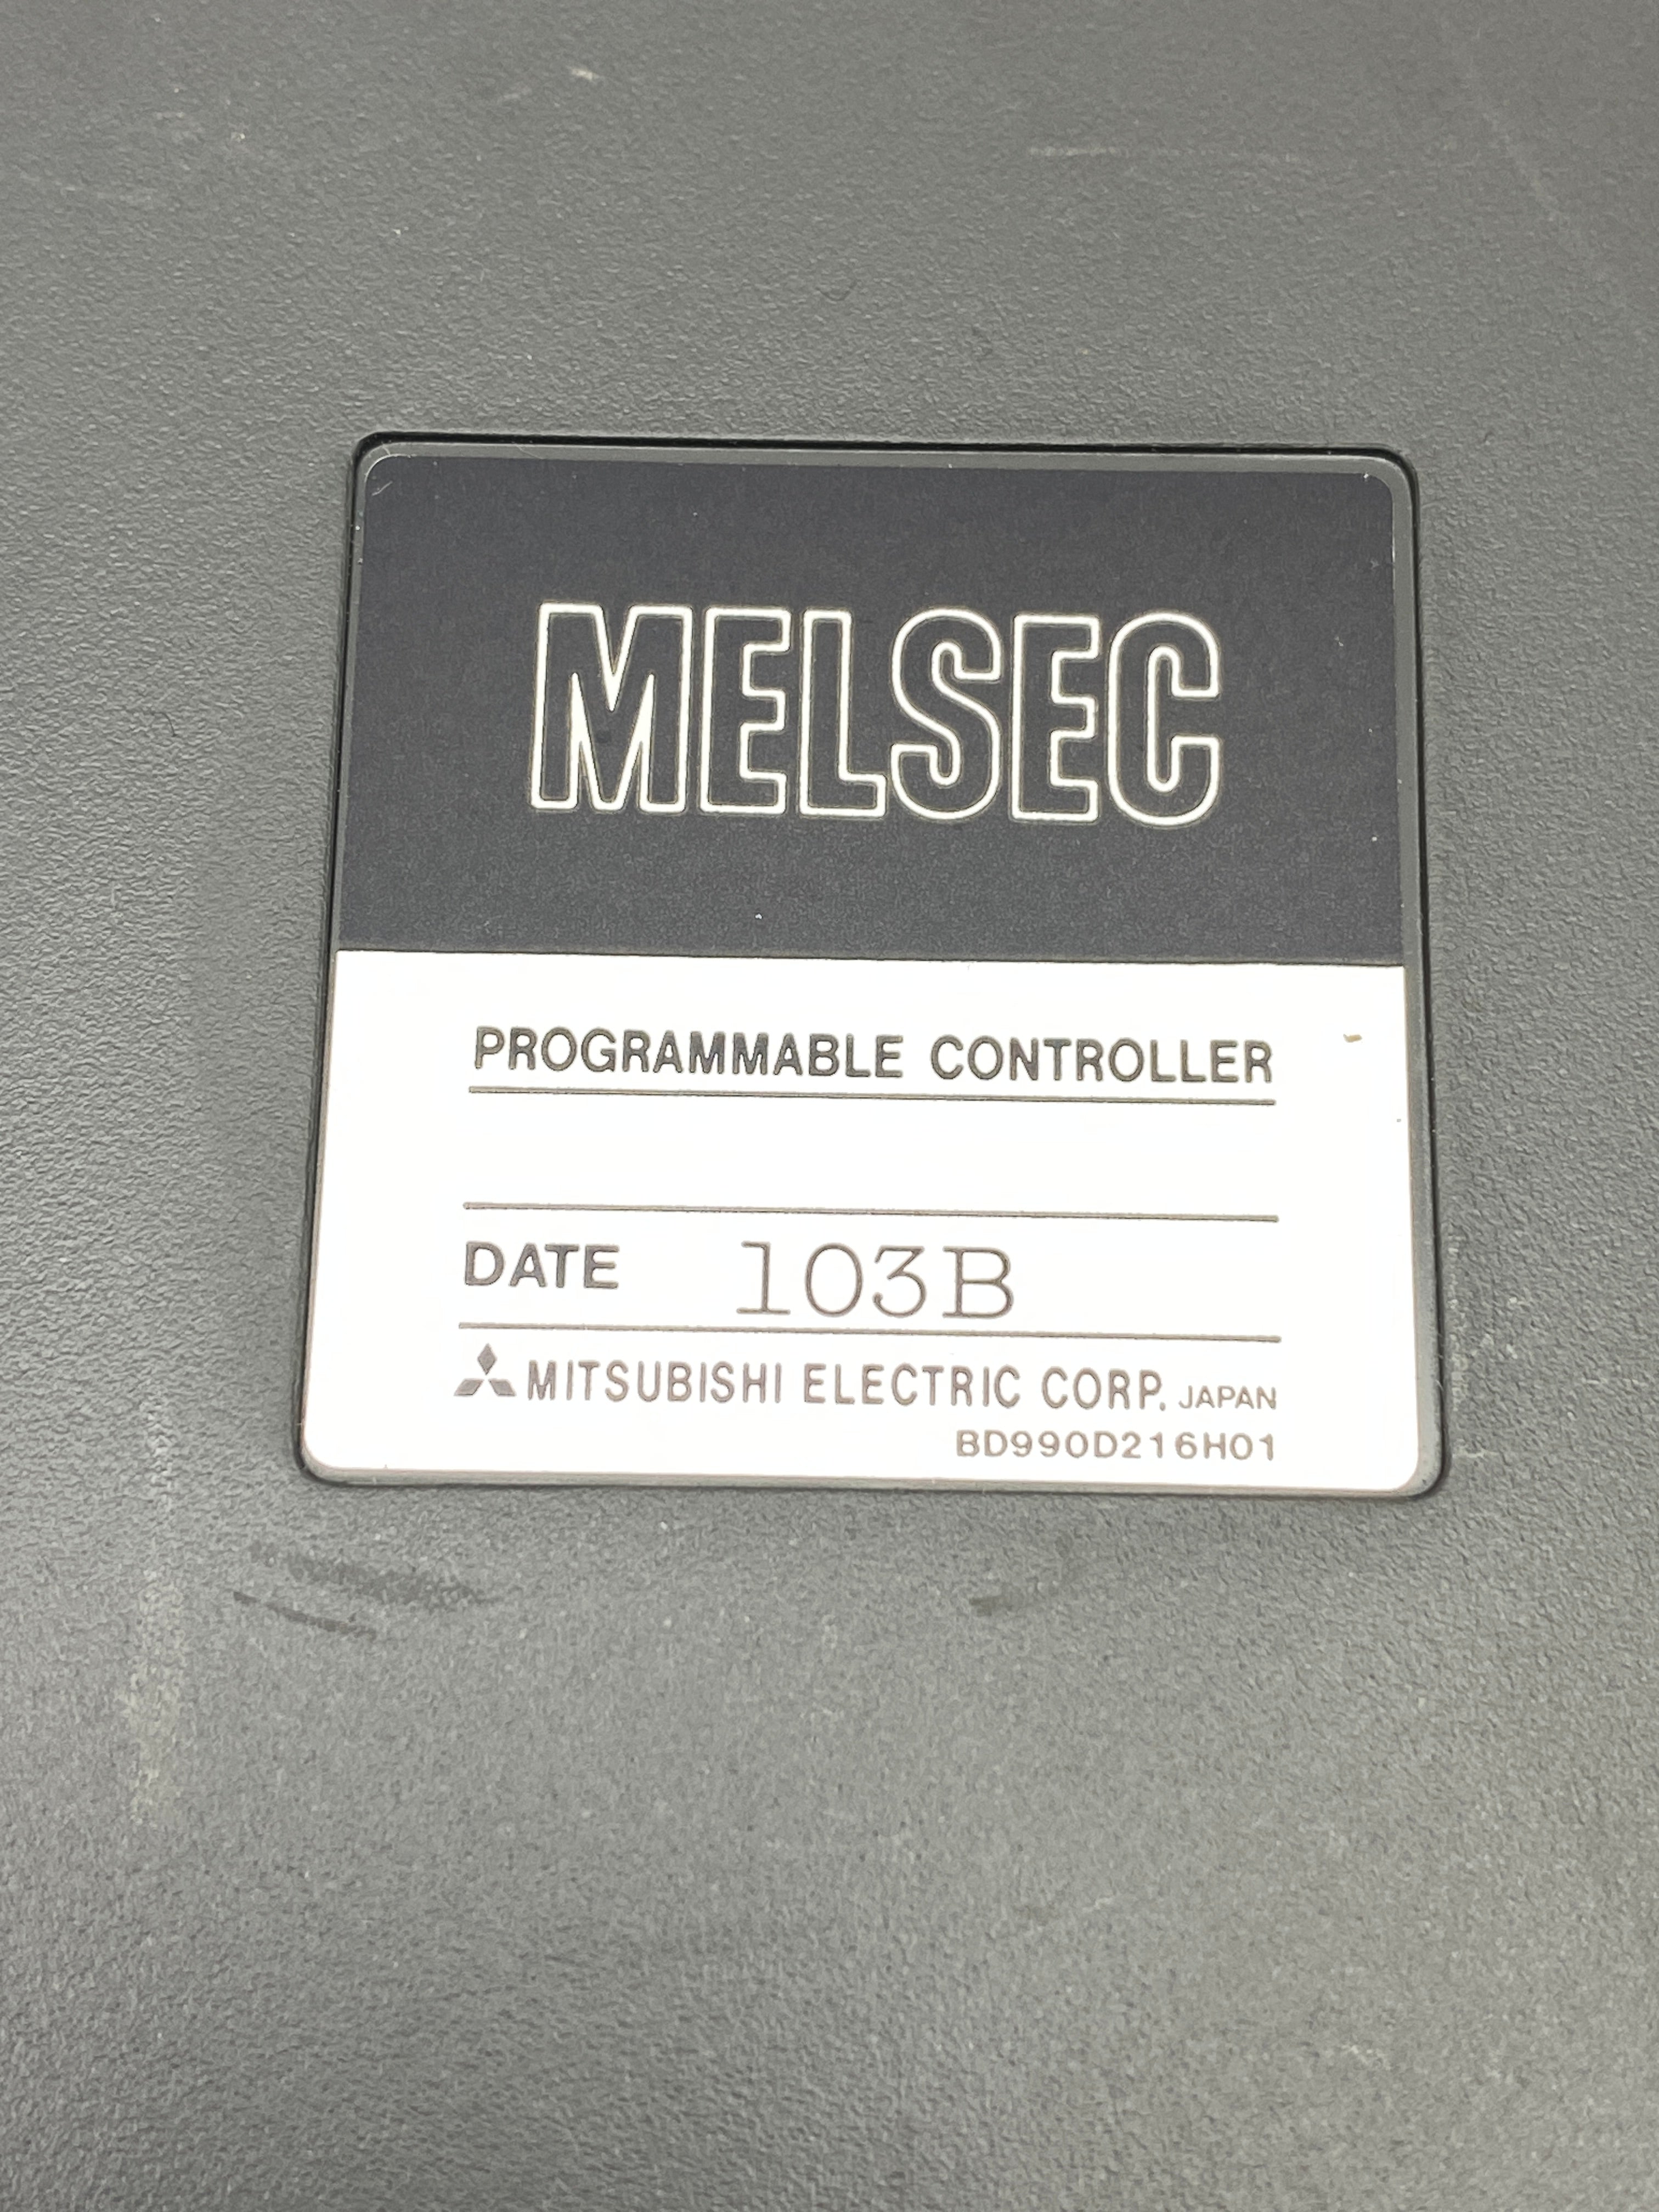 MELSEC
PROGRAMMABLE CONTROLLER
DATE 103B
MITSUBISHI ELECTRIC CORP. JAPAN
BD990D216H01